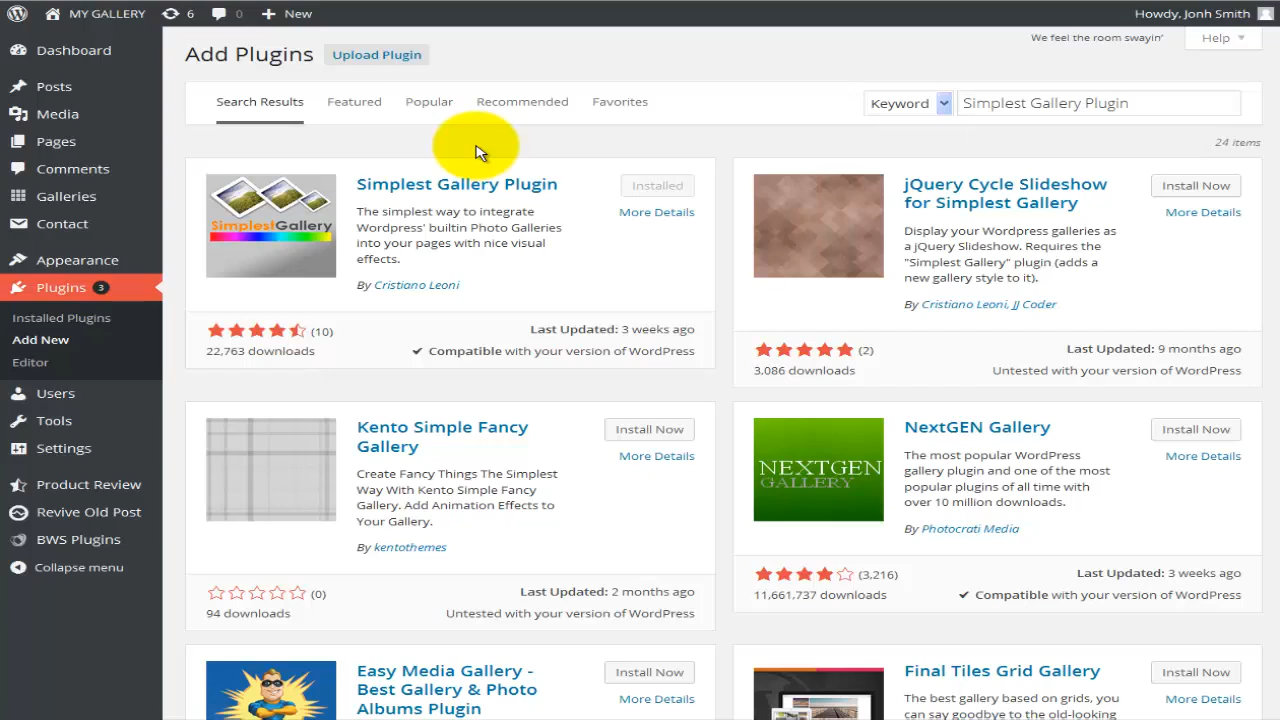 MY GALLERY 6 0 New Howdy, Jonh Smith
We feel the room swayin' Help
Dashboard
Posts
Media
Pages
Comments
Galleries
Contact
Appearance
Plugins 3
Installed Plugins
Add New
Editor
Users
Tools
Settings
Product Review
Revive Old Post
BWS Plugins
Collapse menu
Add Plugins Upload Plugin
Search Results Featured Popular Recommended Favorites Keyword Simplest Gallery Plugin
24 items
SimplestGallery
Simplest Gallery Plugin
Installed
More Details
The simplest way to integrate
Wordpress' builtin Photo Galleries
into your pages with nice visual
effects.
By Cristiano Leoni
(10) Last Updated: 3 weeks ago
22,763 downloads Compatible with your version of WordPress
jQuery Cycle Slideshow
for Simplest Gallery
Install Now
More Details
Display your Wordpress galleries as
a jQuery Slideshow. Requires the
"Simplest Gallery" plugin (adds a
new gallery style to it).
By Cristiano Leoni, JJ Coder
(2) Last Updated: 9 months ago
3,086 downloads Untested with your version of WordPress
Kento Simple Fancy
Gallery
Install Now
More Details
Create Fancy Things The Simplest
Way With Kento Simple Fancy
Gallery. Add Animation Effects to
Your Gallery.
By kentothemes
(0) Last Updated: 2 months ago
94 downloads Untested with your version of WordPress
NEXTGEN
GALLERY
NextGEN Gallery
Install Now
More Details
The most popular WordPress
gallery plugin and one of the most
popular plugins of all time with
over 10 million downloads.
By Photocrati Media
(3,216) Last Updated: 3 weeks ago
11,661,737 downloads Compatible with your version of WordPress
Easy Media Gallery -
Best Gallery & Photo
Albums Plugin
Install Now
More Details
Final Tiles Grid Gallery
Install Now
More Details
The best gallery based on grids, you
can say goodbye to the old-looking